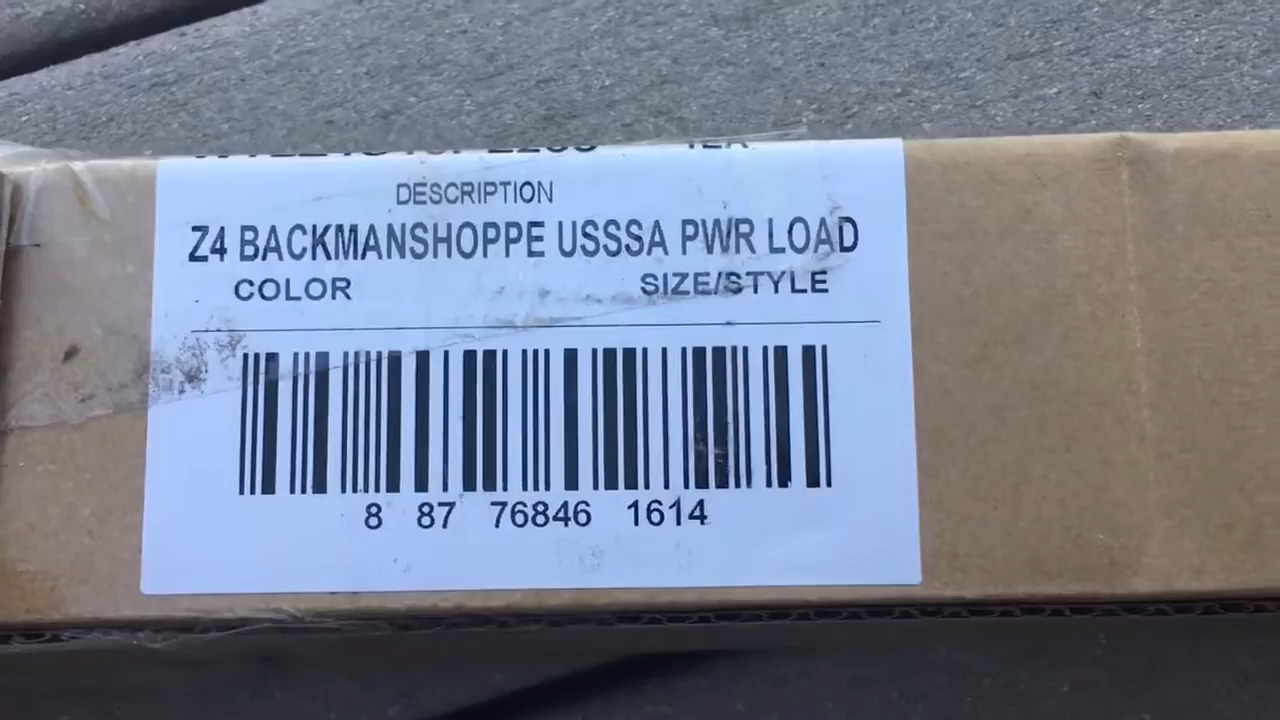 DESCRIPTION
Z4 BACKMANSHOPPE USSSA PWR LOAD
COLOR SIZE/STYLE
8 87 76846 1614